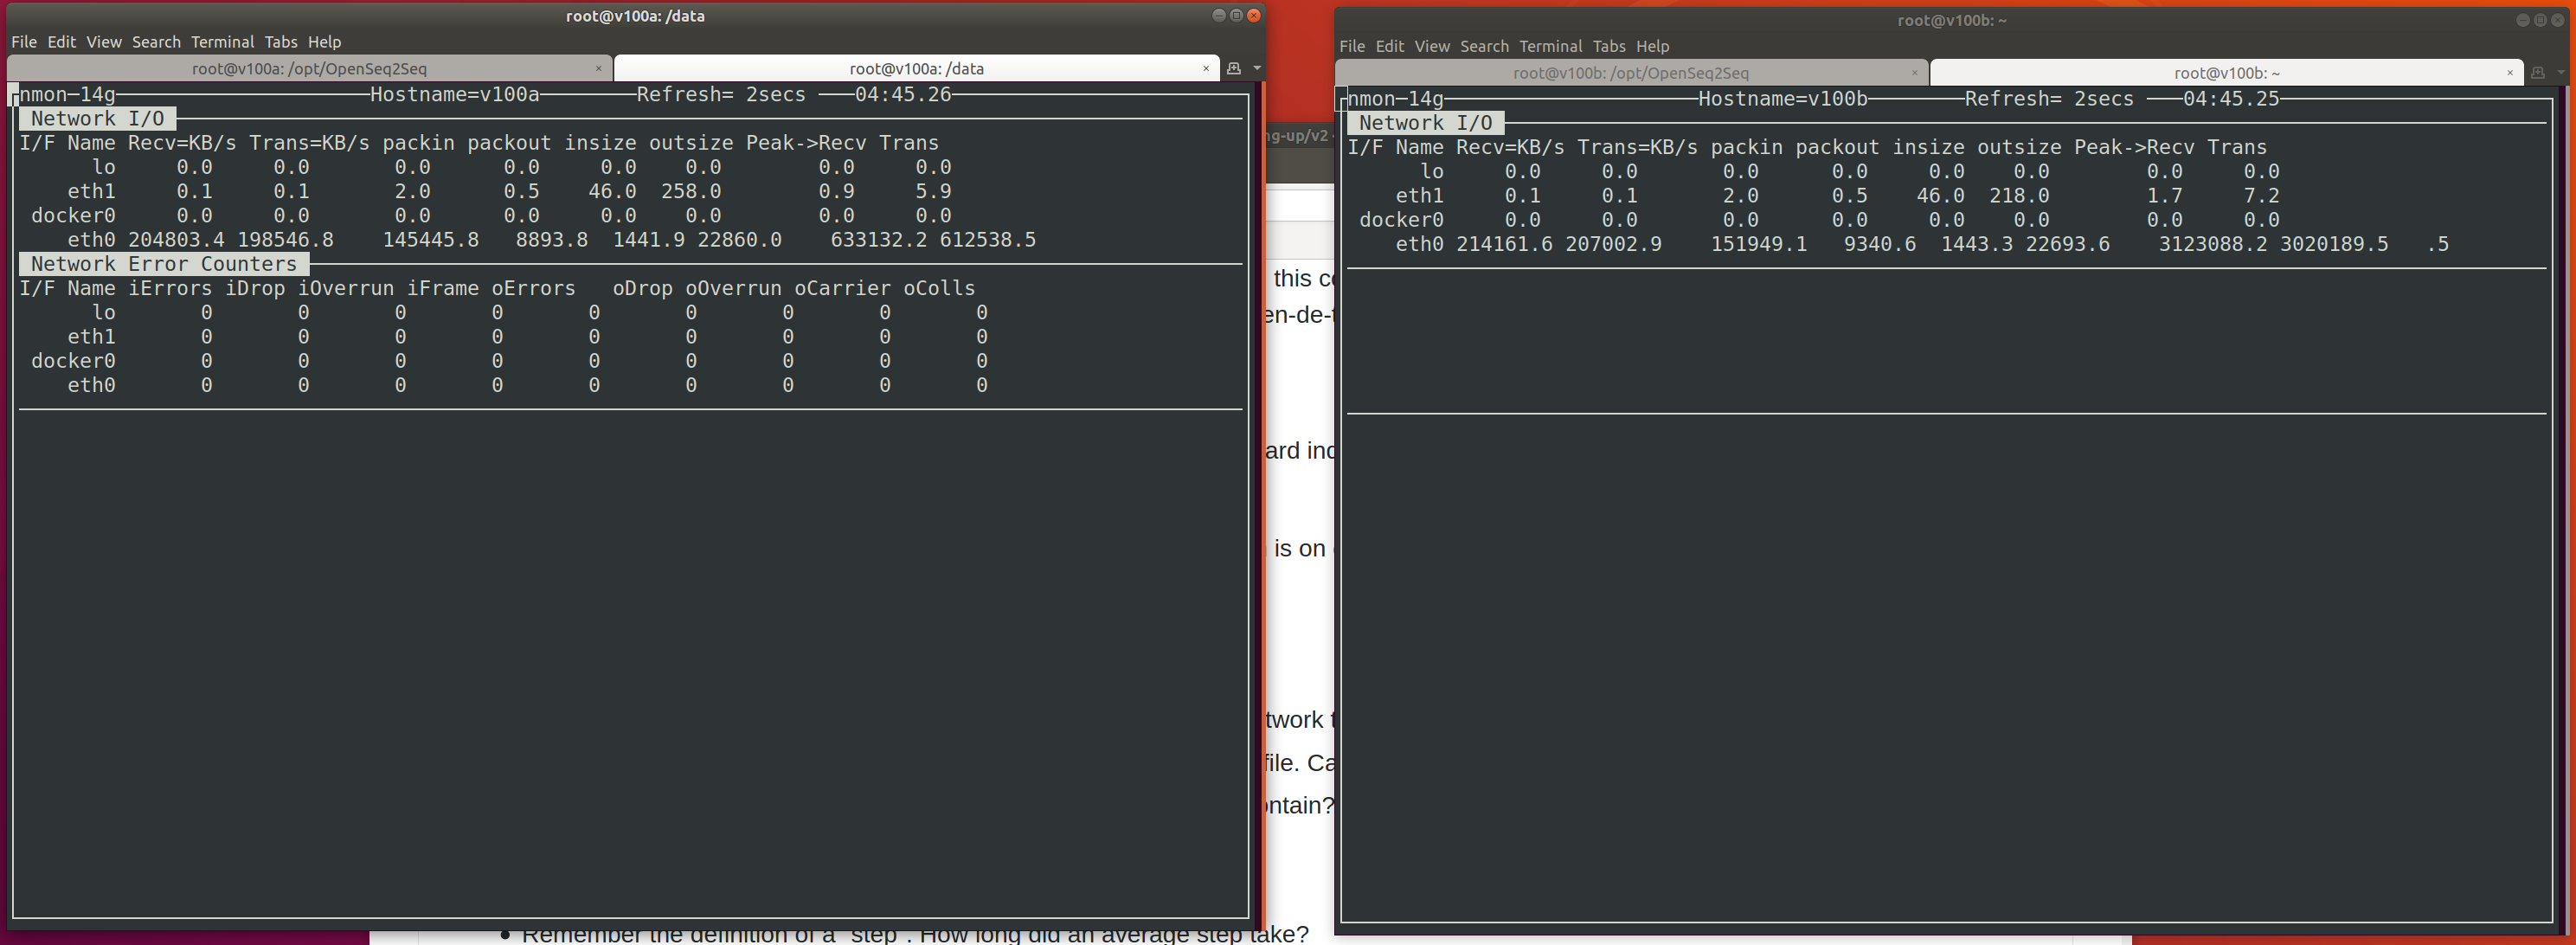 root@v100a: /data
File Edit View Search Terminal Tabs Help
root@v100a: /opt/OpenSeq2Seq × root@v100a: /data ×
nmon─14g Hostname=v100a Refresh= 2secs 04:45.26
Network I/O
I/F Name Recv=KB/s Trans=KB/s packin packout insize outsize Peak->Recv Trans
lo 0.0 0.0 0.0 0.0 0.0 0.0 0.0 0.0
eth1 0.1 0.1 2.0 0.5 46.0 258.0 0.9 5.9
docker0 0.0 0.0 0.0 0.0 0.0 0.0 0.0 0.0
eth0 204803.4 198546.8 145445.8 8893.8 1441.9 22860.0 633132.2 612538.5
Network Error Counters
I/F Name iErrors iDrop iOverrun iFrame oErrors oDrop oOverrun oCarrier oColls
lo 0 0 0 0 0 0 0 0 0
eth1 0 0 0 0 0 0 0 0 0
docker0 0 0 0 0 0 0 0 0 0
eth0 0 0 0 0 0 0 0 0 0
ng-up/v2
this
en-de-t
is on
file. Ca
ontain?
Remember the definition of a "step". How long did an average step take?
root@v100b: ~
File Edit View Search Terminal Tabs Help
root@v100b: /opt/OpenSeq2Seq × root@v100b: ~ ×
nmon─14g Hostname=v100b Refresh= 2secs 04:45.25
Network I/O
I/F Name Recv=KB/s Trans=KB/s packin packout insize outsize Peak->Recv Trans
lo 0.0 0.0 0.0 0.0 0.0 0.0 0.0 0.0
eth1 0.1 0.1 2.0 0.5 46.0 218.0 1.7 7.2
docker0 0.0 0.0 0.0 0.0 0.0 0.0 0.0 0.0
eth0 214161.6 207002.9 151949.1 9340.6 1443.3 22693.6 3123088.2 3020189.5 .5